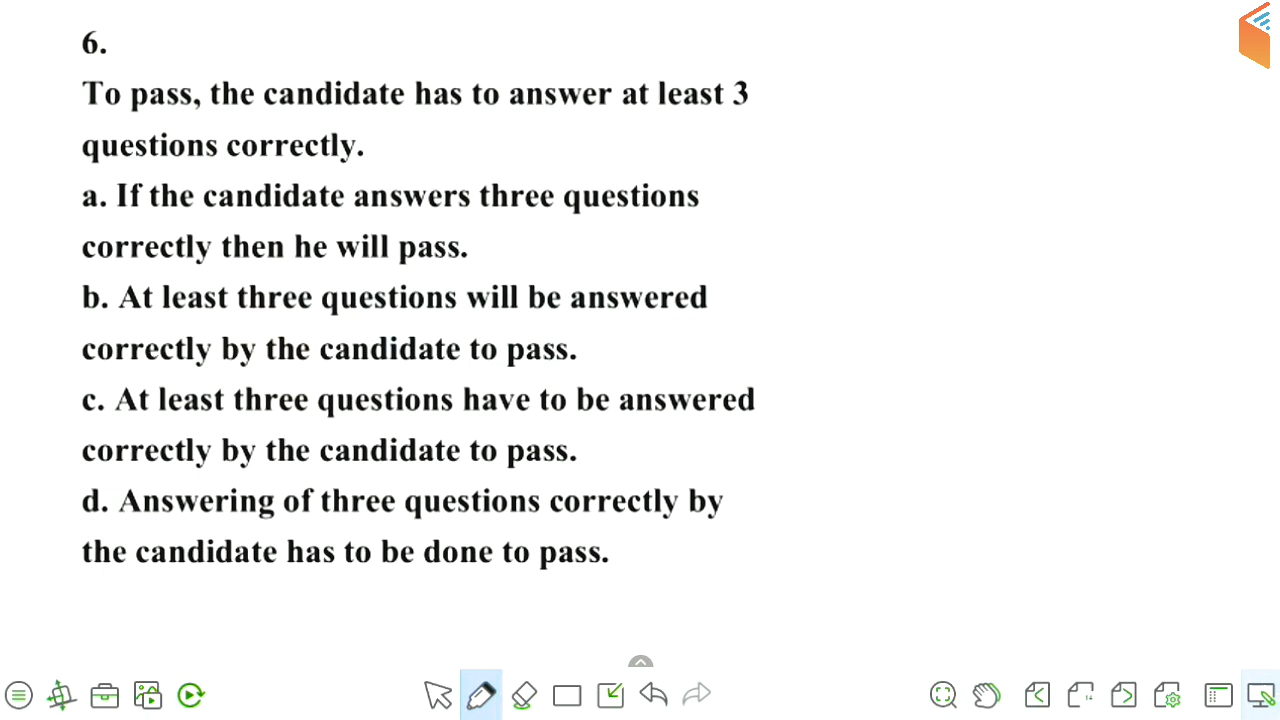 6.
To pass, the candidate has to answer at least 3
questions correctly.
a. If the candidate answers three questions
correctly then he will pass.
b. At least three questions will be answered
correctly by the candidate to pass.
c. At least three questions have to be answered
correctly by the candidate to pass.
d. Answering of three questions correctly by
the candidate has to be done to pass.